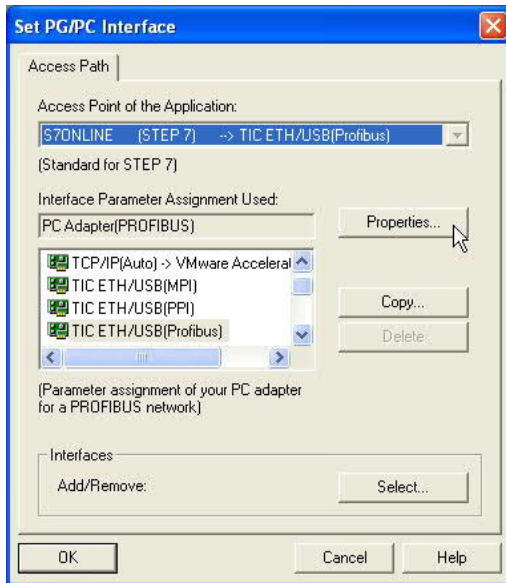 Set PG/PC Interface
Access Path
Access Point of the Application:
S7ONLINE (STEP 7) --> TIC ETH/USB(Profibus)
(Standard for STEP 7)
Interface Parameter Assignment Used:
PC Adapter(PROFIBUS)
Properties...
TCP/IP(Auto) -> VMware Accelerat
TIC ETH/USB(MPI)
TIC ETH/USB(PPI)
TIC ETH/USB(Profibus)
Copy...
Delete
(Parameter assignment of your PC adapter
for a PROFIBUS network)
Interfaces
Add/Remove:
Select...
OK
Cancel
Help